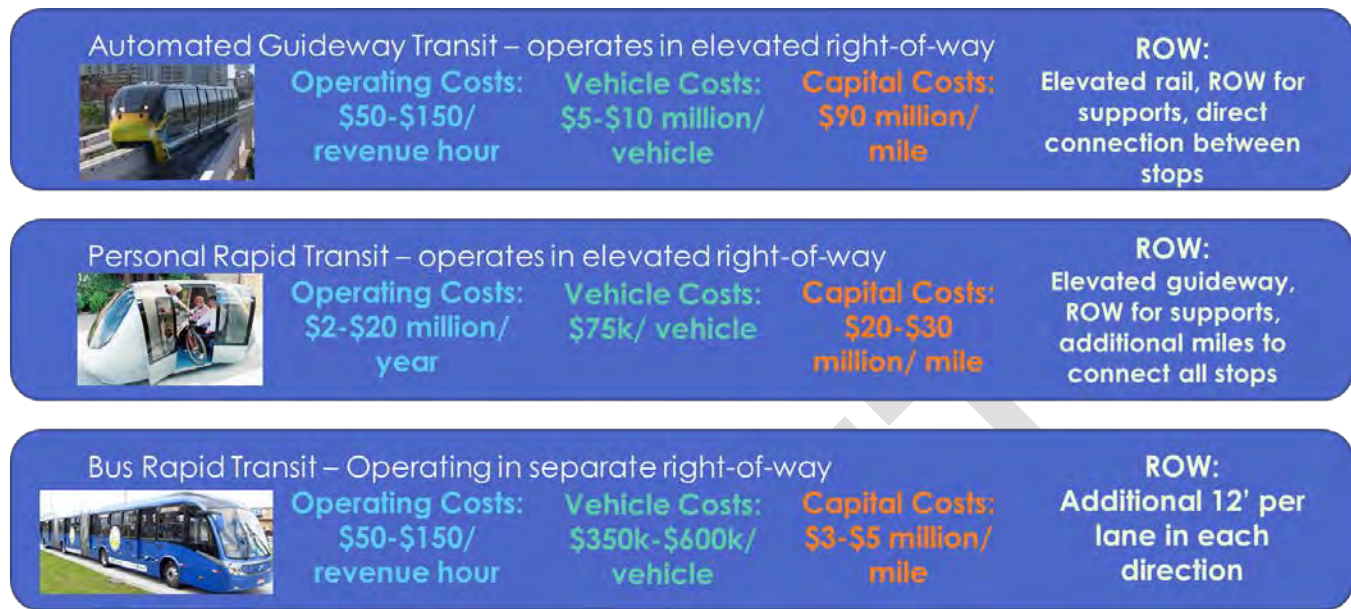 Automated Guideway Transit – operates in elevated right-of-way
Operating Costs:
$50-$150/
revenue hour
Vehicle Costs:
$5-$10 million/
vehicle
Capital Costs:
$90 million/
mile
ROW:
Elevated rail, ROW for
supports, direct
connection between
stops
Personal Rapid Transit – operates in elevated right-of-way
Operating Costs:
$2-$20 million/
year
Vehicle Costs:
$75k/ vehicle
Capital Costs:
$20-$30
million/ mile
ROW:
Elevated guideway,
ROW for supports,
additional miles to
connect all stops
Bus Rapid Transit – Operating in separate right-of-way
Operating Costs:
$50-$150/
revenue hour
Vehicle Costs:
$350k-$600k/
vehicle
Capital Costs:
$3-$5 million/
mile
ROW:
Additional 12' per
lane in each
direction